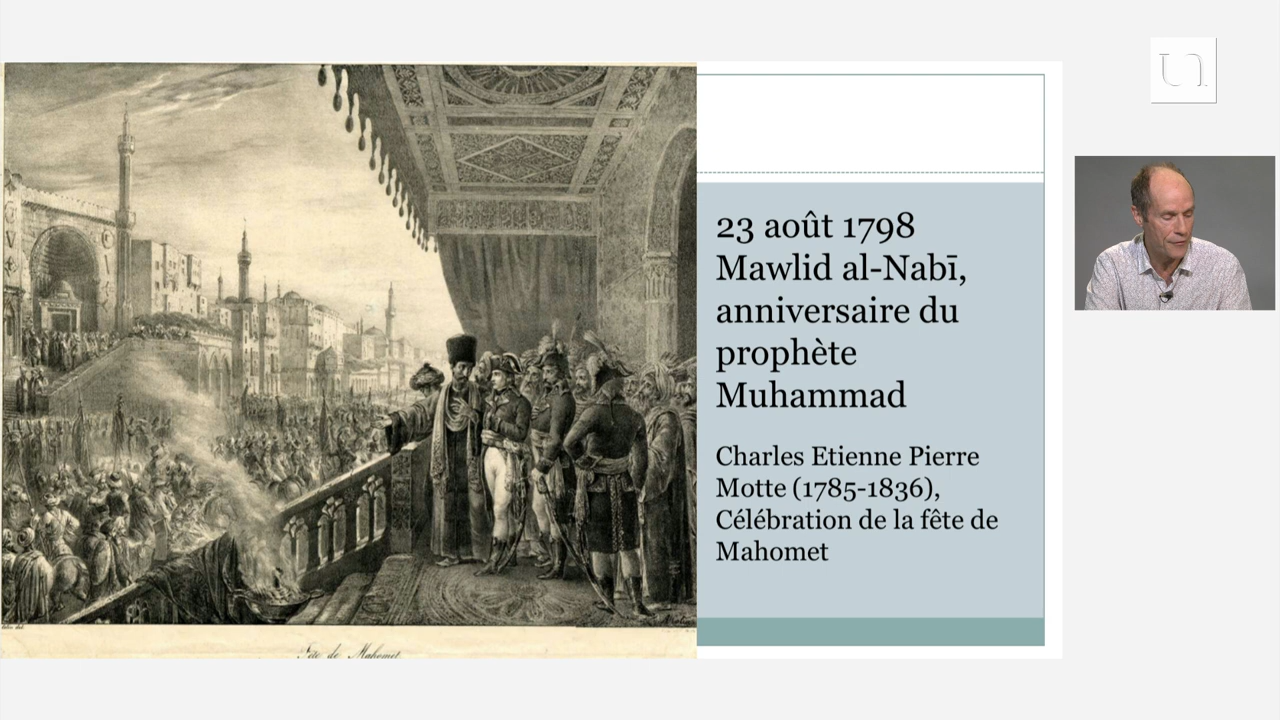 23 août 1798
Mawlid al-Nabī,
anniversaire du
prophète
Muhammad
Charles Etienne Pierre
Motte (1785-1836),
Célébration de la fête de
Mahomet
Fête de Mahomet